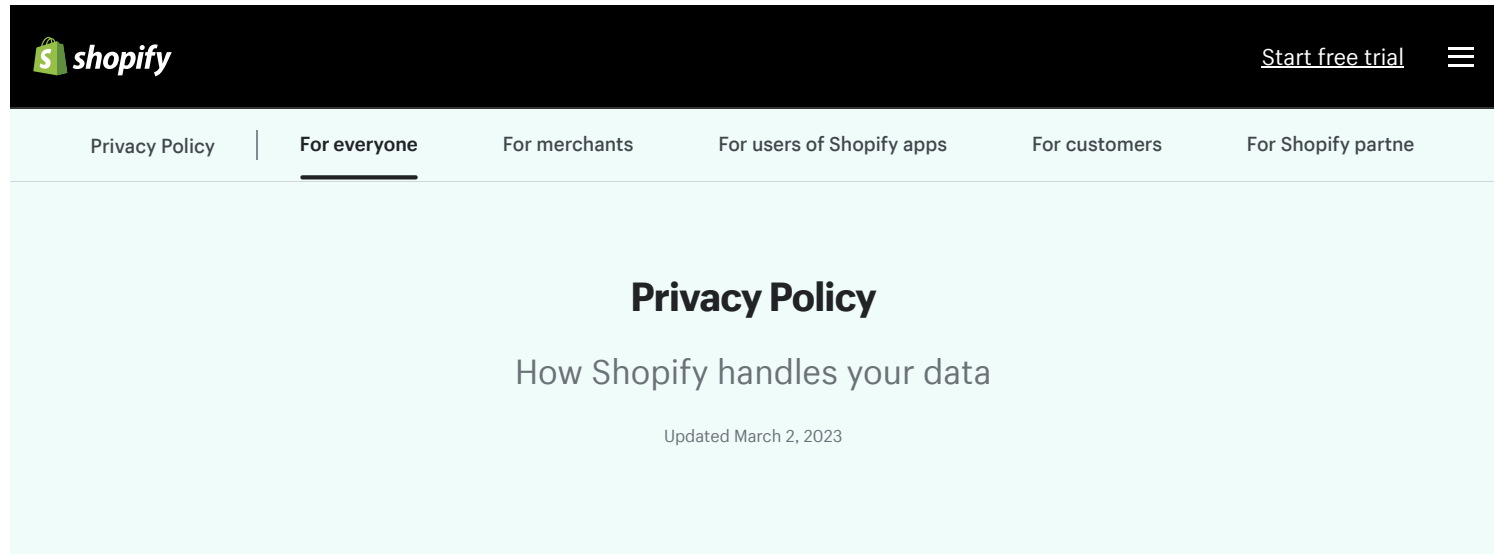 shopify
Start free trial
Privacy Policy
For everyone
For merchants
For users of Shopify apps
For customers
For Shopify partne
Privacy Policy
How Shopify handles your data
Updated March 2, 2023